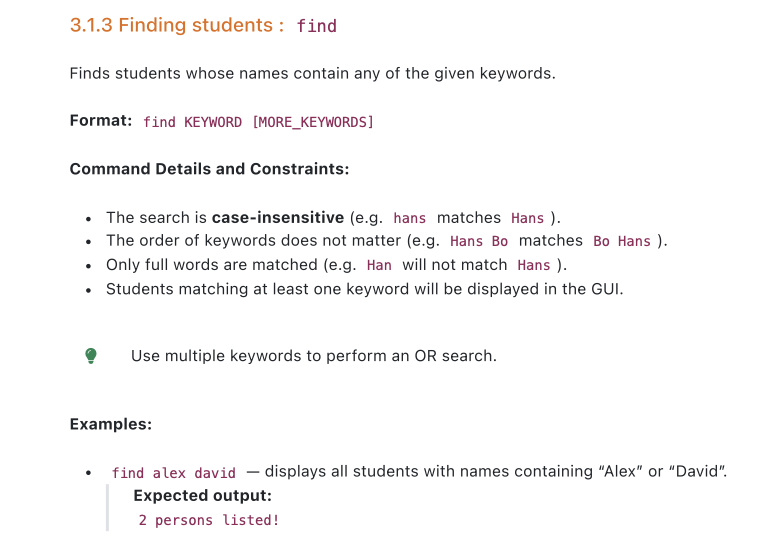 3.1.3 Finding students : find
Finds students whose names contain any of the given keywords.
Format: find KEYWORD [MORE_KEYWORDS]
Command Details and Constraints:
• The search is case-insensitive (e.g. hans matches Hans ).
• The order of keywords does not matter (e.g. Hans Bo matches Bo Hans ).
• Only full words are matched (e.g. Han will not match Hans ).
• Students matching at least one keyword will be displayed in the GUI.
Use multiple keywords to perform an OR search.
Examples:
• find alex david — displays all students with names containing “Alex” or “David”.
Expected output:
2 persons listed!